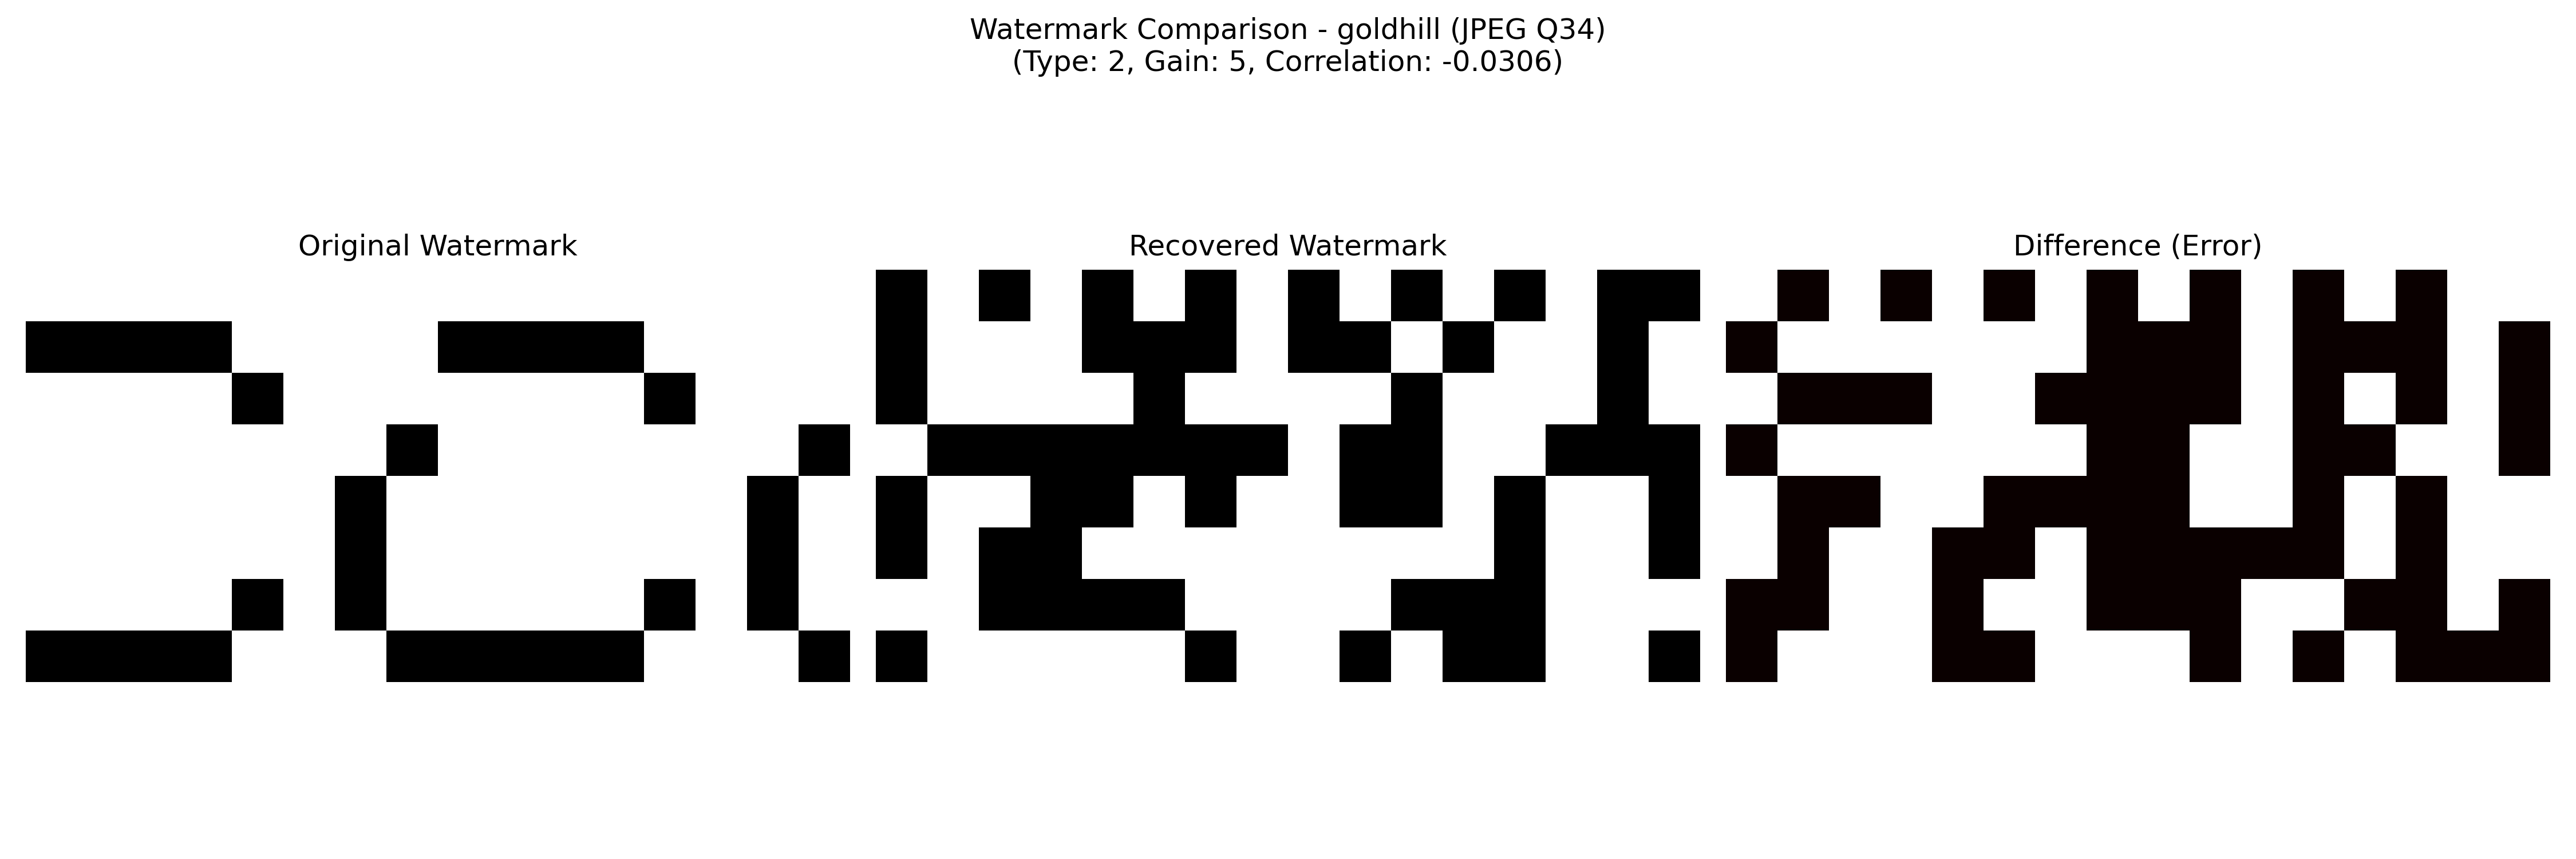 Watermark Comparison - goldhill (JPEG Q34)
(Type: 2, Gain: 5, Correlation: -0.0306)
Original Watermark
Recovered Watermark
Difference (Error)